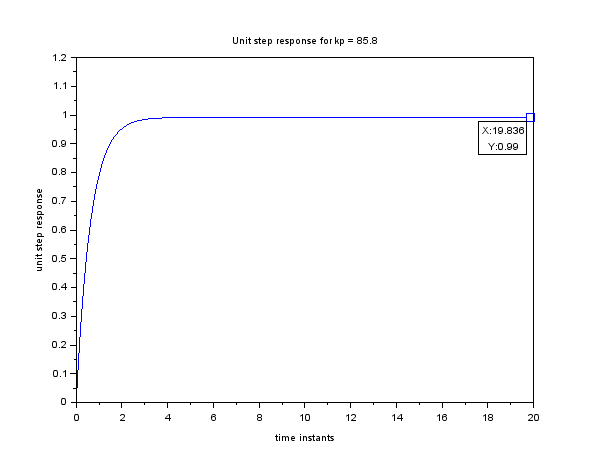 Unit step response for kp = 85.8
unit step response
1.2
1.1
1
0.9
0.8
0.7
0.6
0.5
0.4
0.3
0.2
0.1
0
X:19.836
Y:0.99
0 2 4 6 8 10 12 14 16 18 20
time instants